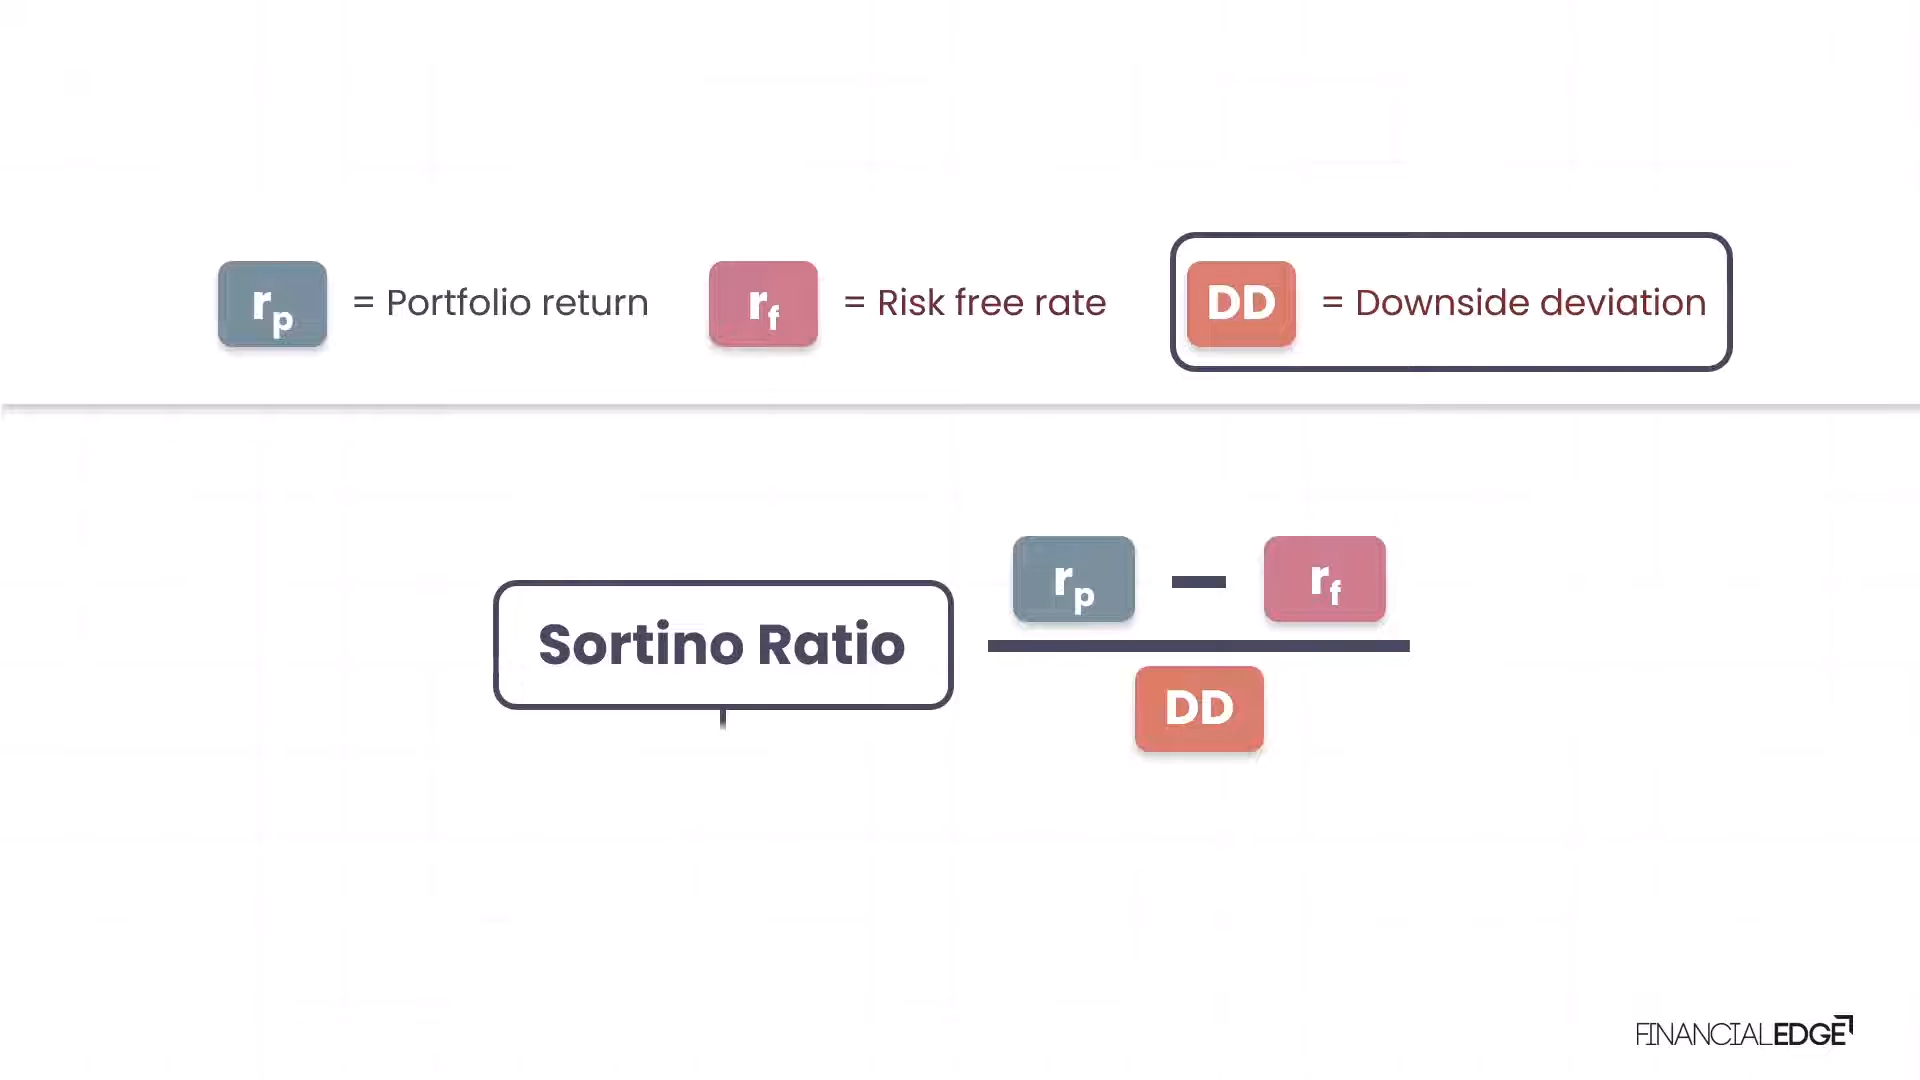 rp = Portfolio return rf = Risk free rate DD = Downside deviation
rp – rf
Sortino Ratio
DD
FINANCIALEDGE